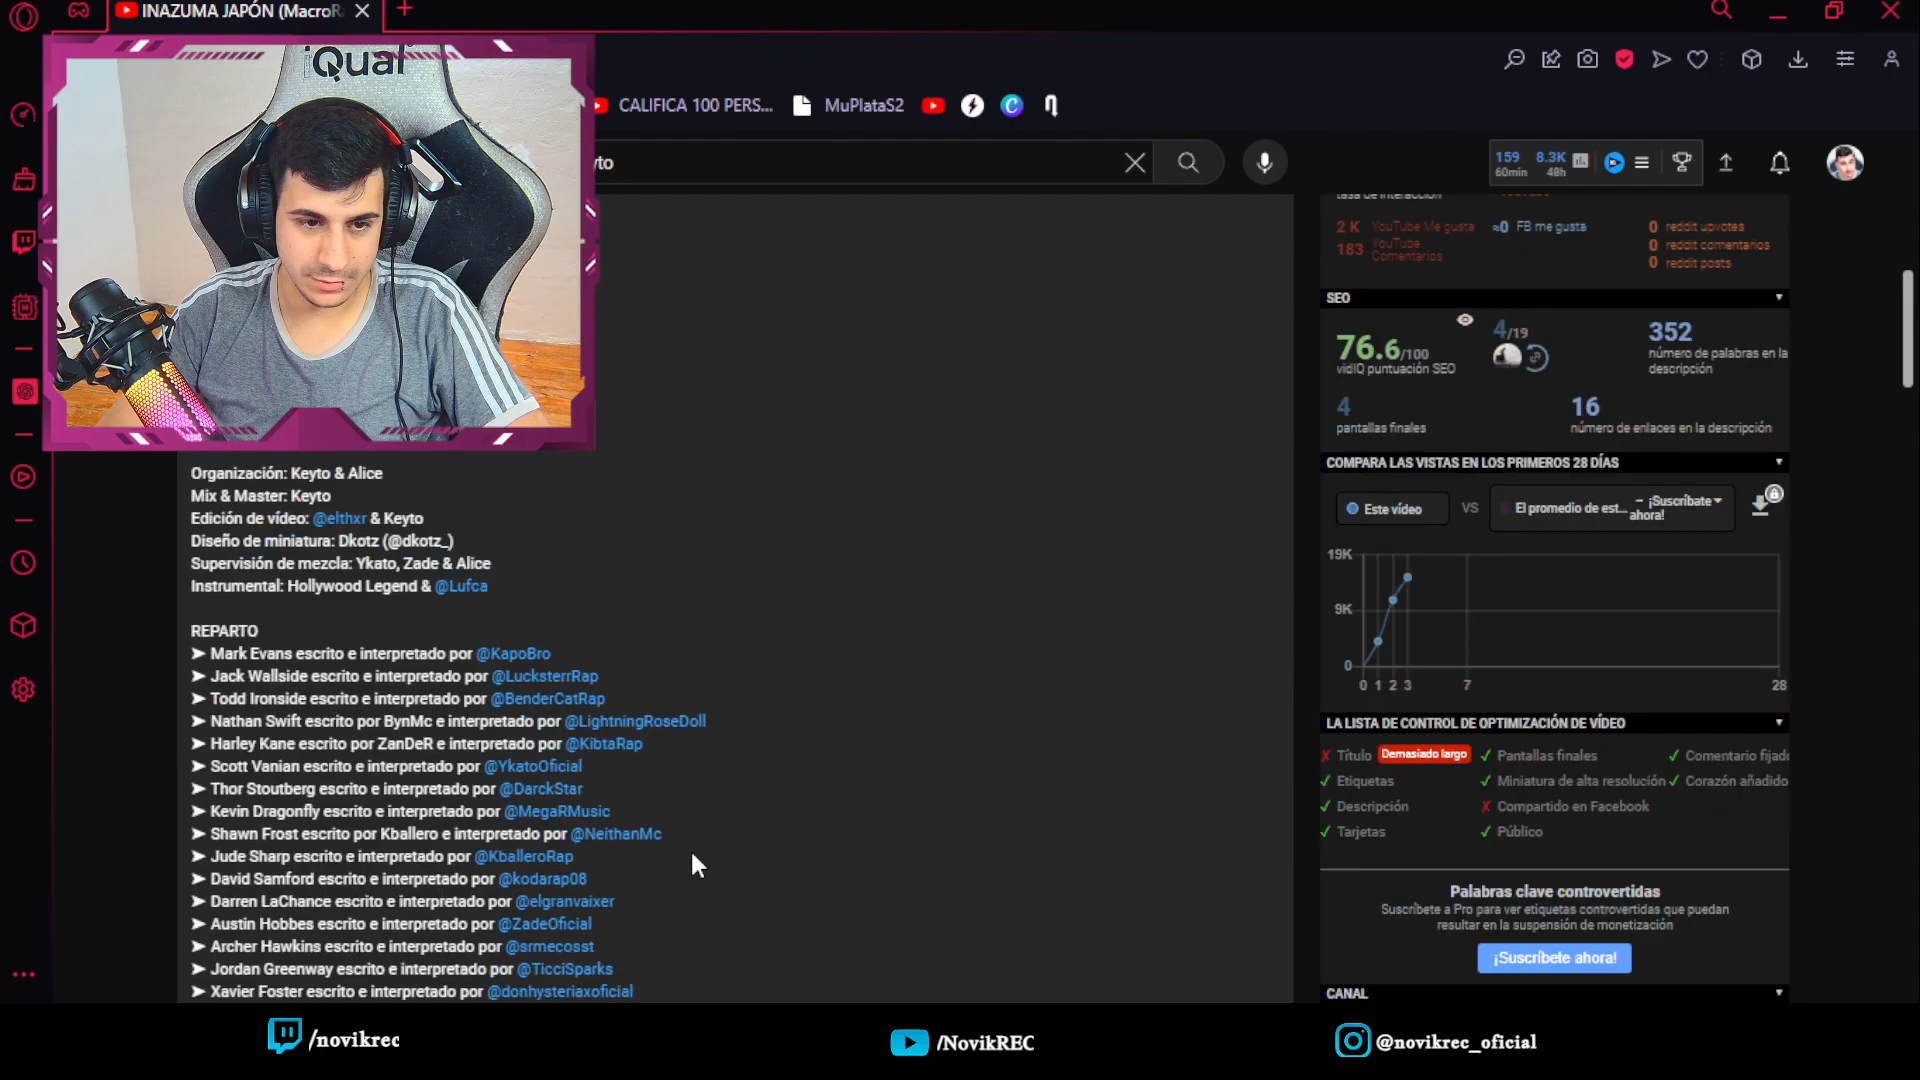 INAZUMA JAPÓN (MacroR
iQual
CALIFICA 100 PERS...
MuPlataS2
yto
159
60min
8.3K
48h
tasa de interacción
2 K YouTube Me gusta
183 YouTube Comentarios
≈0 FB me gusta
0 reddit upvotes
0 reddit comentarios
0 reddit posts
SEO
76.6/100
vidIQ puntuación SEO
4/19
352
número de palabras en la
descripción
4
pantallas finales
16
número de enlaces en la descripción
COMPARA LAS VISTAS EN LOS PRIMEROS 28 DÍAS
Este vídeo
VS
El promedio de est...
– ¡Suscríbate
ahora!
19K
9K
0
0 1 2 3 7 28
LA LISTA DE CONTROL DE OPTIMIZACIÓN DE VÍDEO
Título Demasiado largo
Pantallas finales
Comentario fijado
Etiquetas
Miniatura de alta resolución
Corazón añadido
Descripción
Compartido en Facebook
Tarjetas
Público
Palabras clave controvertidas
Suscríbete a Pro para ver etiquetas controvertidas que puedan
resultar en la suspensión de monetización
¡Suscríbete ahora!
CANAL
Organización: Keyto & Alice
Mix & Master: Keyto
Edición de vídeo: @elthxr & Keyto
Diseño de miniatura: Dkotz (@dkotz_)
Supervisión de mezcla: Ykato, Zade & Alice
Instrumental: Hollywood Legend & @Lufca
REPARTO
➤ Mark Evans escrito e interpretado por @KapoBro
➤ Jack Wallside escrito e interpretado por @LucksterrRap
➤ Todd Ironside escrito e interpretado por @BenderCatRap
➤ Nathan Swift escrito por BynMc e interpretado por @LightningRoseDoll
➤ Harley Kane escrito por ZanDeR e interpretado por @KibtaRap
➤ Scott Vanian escrito e interpretado por @YkatoOficial
➤ Thor Stoutberg escrito e interpretado por @DarckStar
➤ Kevin Dragonfly escrito e interpretado por @MegaRMusic
➤ Shawn Frost escrito por Kballero e interpretado por @NeithanMc
➤ Jude Sharp escrito e interpretado por @KballeroRap
➤ David Samford escrito e interpretado por @kodarap08
➤ Darren LaChance escrito e interpretado por @elgranvaixer
➤ Austin Hobbes escrito e interpretado por @ZadeOficial
➤ Archer Hawkins escrito e interpretado por @srmecosst
➤ Jordan Greenway escrito e interpretado por @TicciSparks
➤ Xavier Foster escrito e interpretado por @donhysteriaxoficial
/novikrec
/NovikREC
@novikrec_oficial